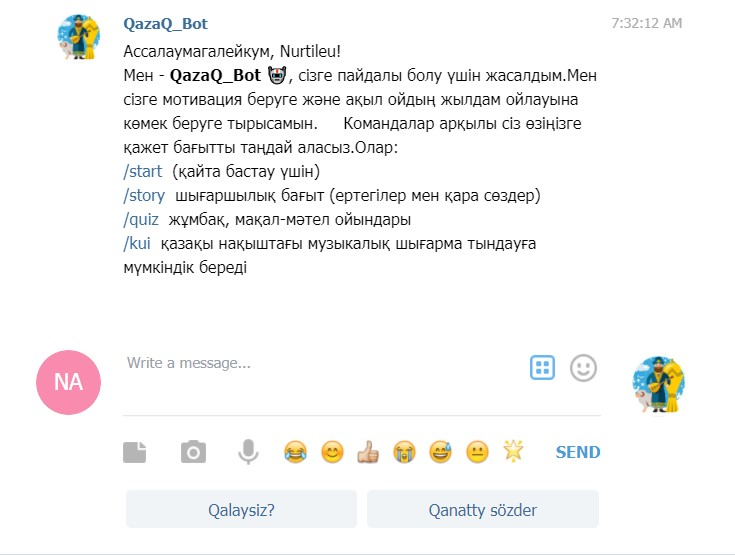 QazaQ_Bot
7:32:12 AM
Ассалаумагалейкум, Nurtileu!
Мен - QazaQ_Bot 🤖, сізге пайдалы болу үшін жасалдым.Мен
сізге мотивация беруге және ақыл ойдың жылдам ойлауына
көмек беруге тырысамын. Командалар арқылы сіз өзіңізге
қажет бағытты таңдай аласыз.Олар:
/start (қайта бастау үшін)
/story шығаршылық бағыт (ертегілер мен қара сөздер)
/quiz жұмбақ, мақал-мәтел ойындары
/kui қазақы нақыштағы музыкалық шығарма тындауға
мүмкіндік береді
NA
Write a message...
SEND
Qalaysiz?
Qanatty sözder